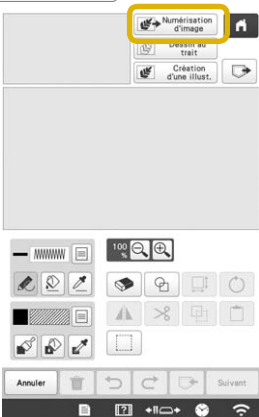 Numérisation
d'image
Dessin au
trait
Création
d'une illust.
100
%
Annuler
Suivant